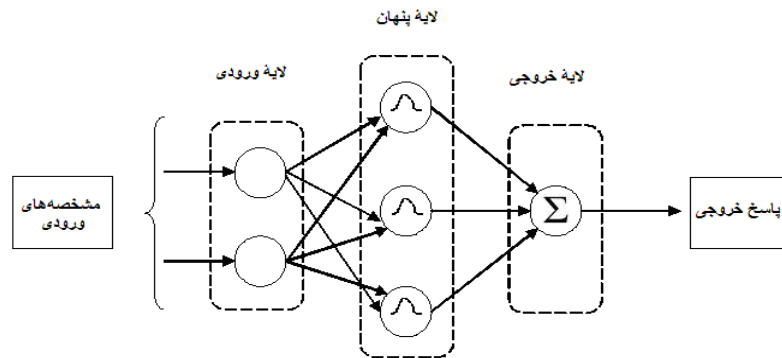 لایهٔ پنهان
لایهٔ ورودی
لایهٔ خروجی
مشخصه‌های
ورودی
Σ
پاسخ خروجی